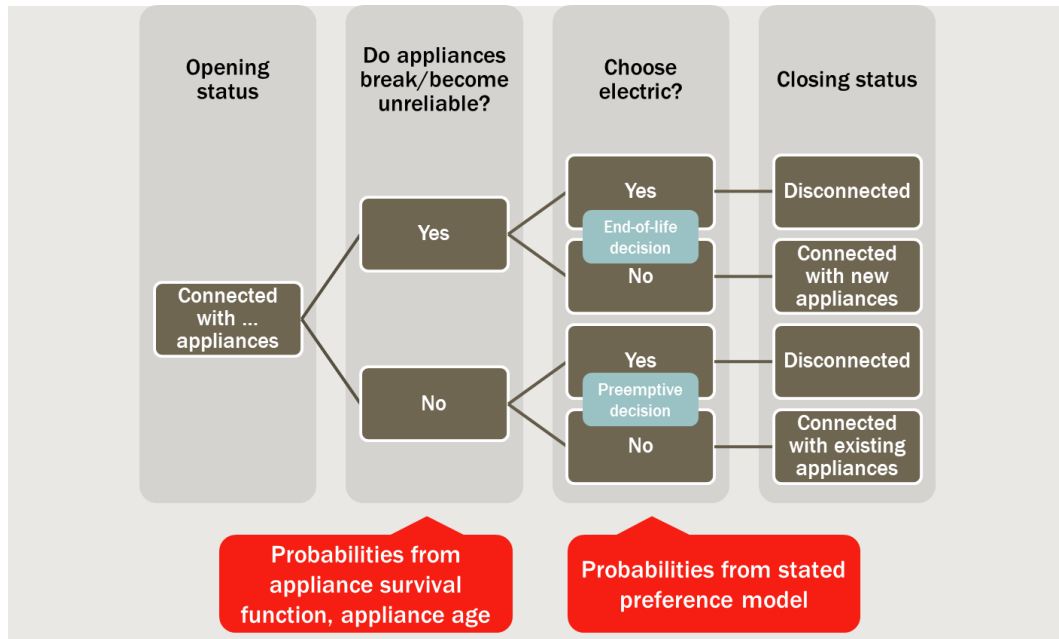 Opening
status
Do appliances
break/become
unreliable?
Choose
electric?
Closing status
Connected
with ...
appliances
Yes
No
Yes
End-of-life
decision
No
Yes
Preemptive
decision
No
Disconnected
Connected
with new
appliances
Disconnected
Connected
with existing
appliances
Probabilities from
appliance survival
function, appliance age
Probabilities from stated
preference model